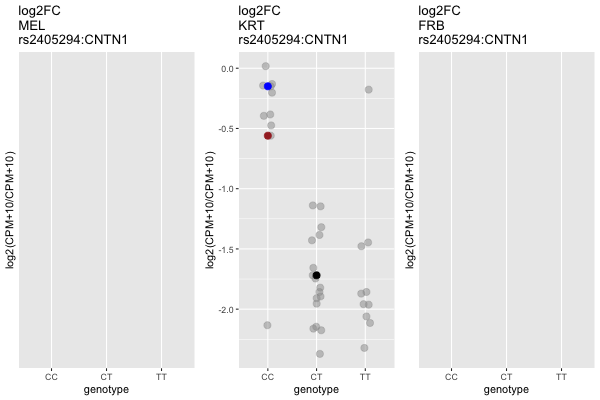 log2FC
MEL
rs2405294:CNTN1
log2(CPM+10/CPM+10)
CC CT TT
genotype
log2FC
KRT
rs2405294:CNTN1
log2(CPM+10/CPM+10)
0.0
-0.5
-1.0
-1.5
-2.0
CC CT TT
genotype
log2FC
FRB
rs2405294:CNTN1
log2(CPM+10/CPM+10)
CC CT TT
genotype